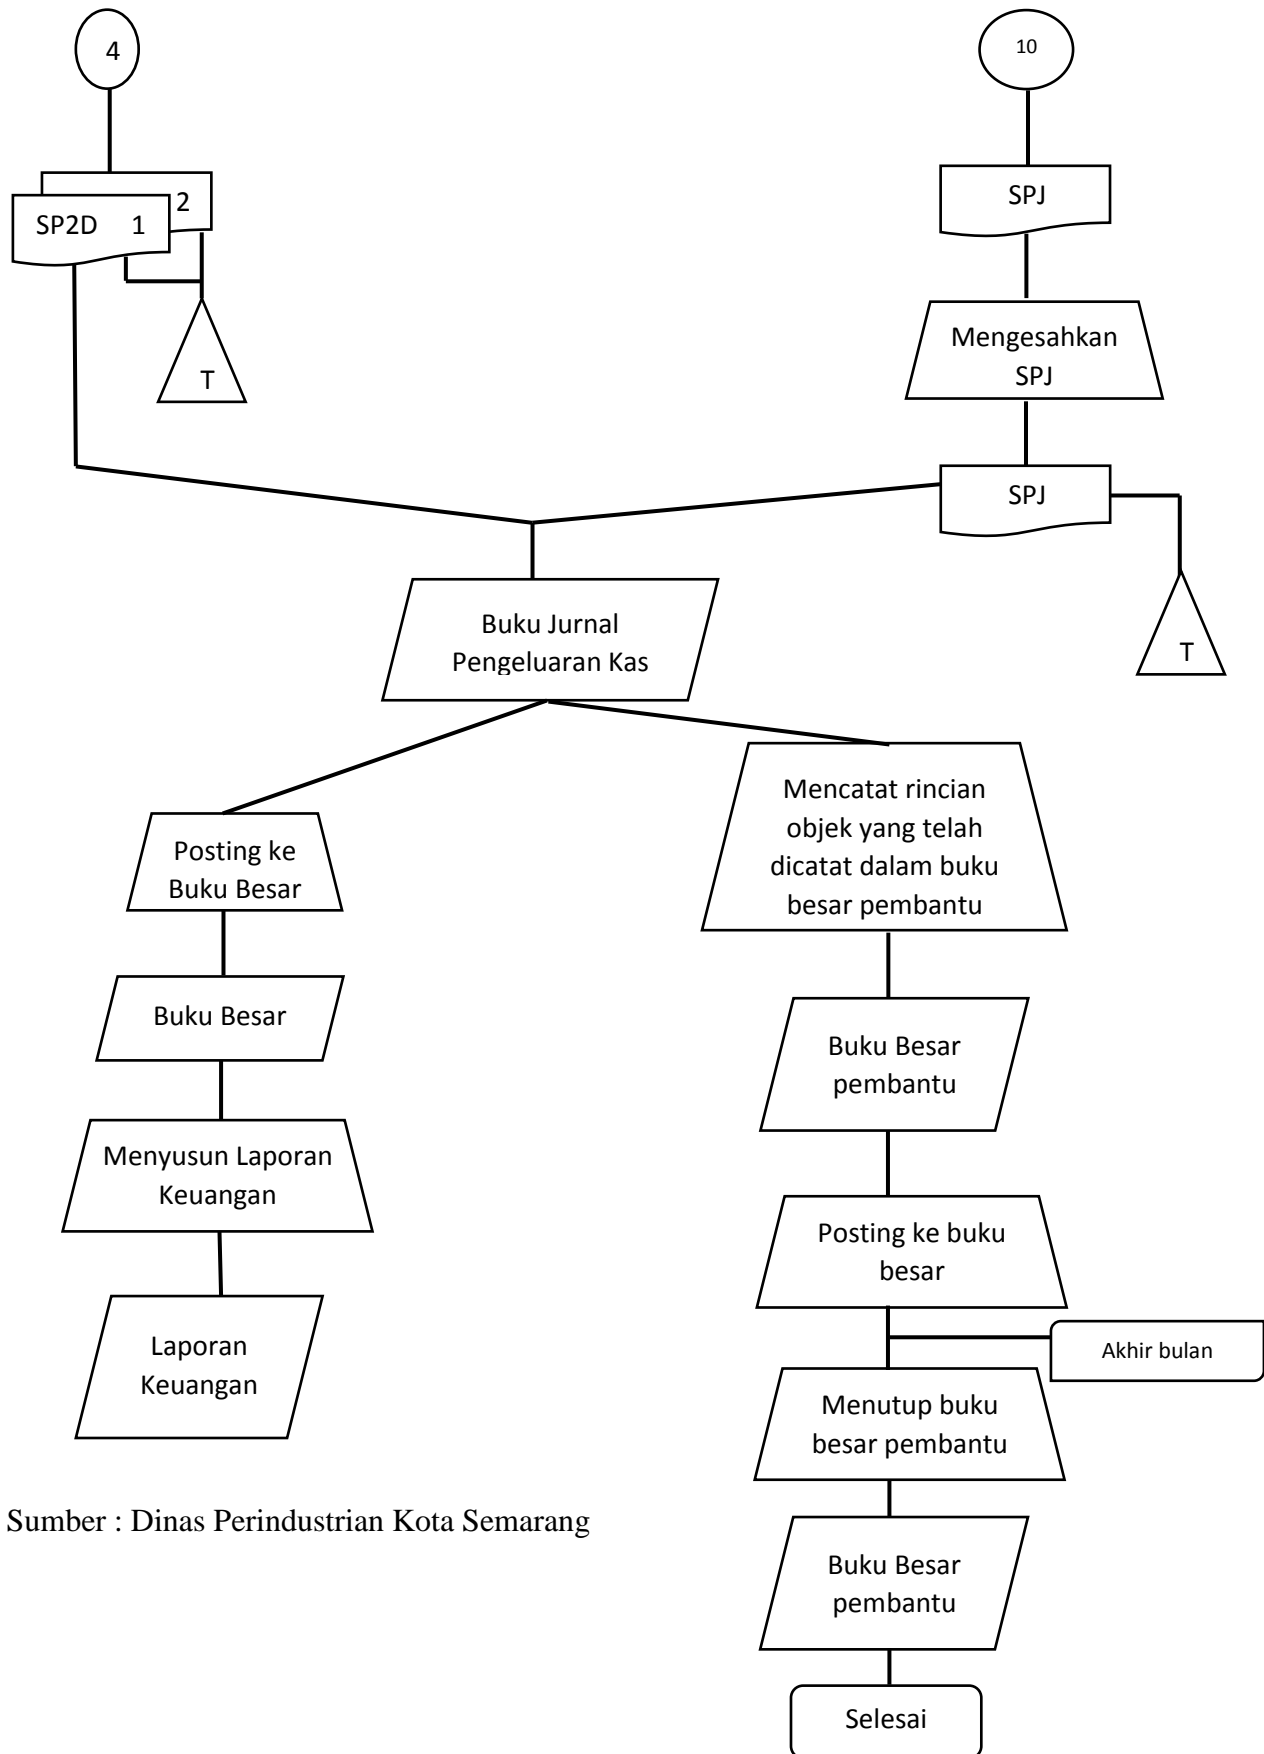 4
10
2
SP2D 1
T
SPJ
Mengesahkan
SPJ
SPJ
T
Buku Jurnal
Pengeluaran Kas
Posting ke
Buku Besar
Mencatat rincian
objek yang telah
dicatat dalam buku
besar pembantu
Buku Besar
Buku Besar
pembantu
Menyusun Laporan
Keuangan
Posting ke buku
besar
Laporan
Keuangan
Akhir bulan
Menutup buku
besar pembantu
Sumber : Dinas Perindustrian Kota Semarang
Buku Besar
pembantu
Selesai